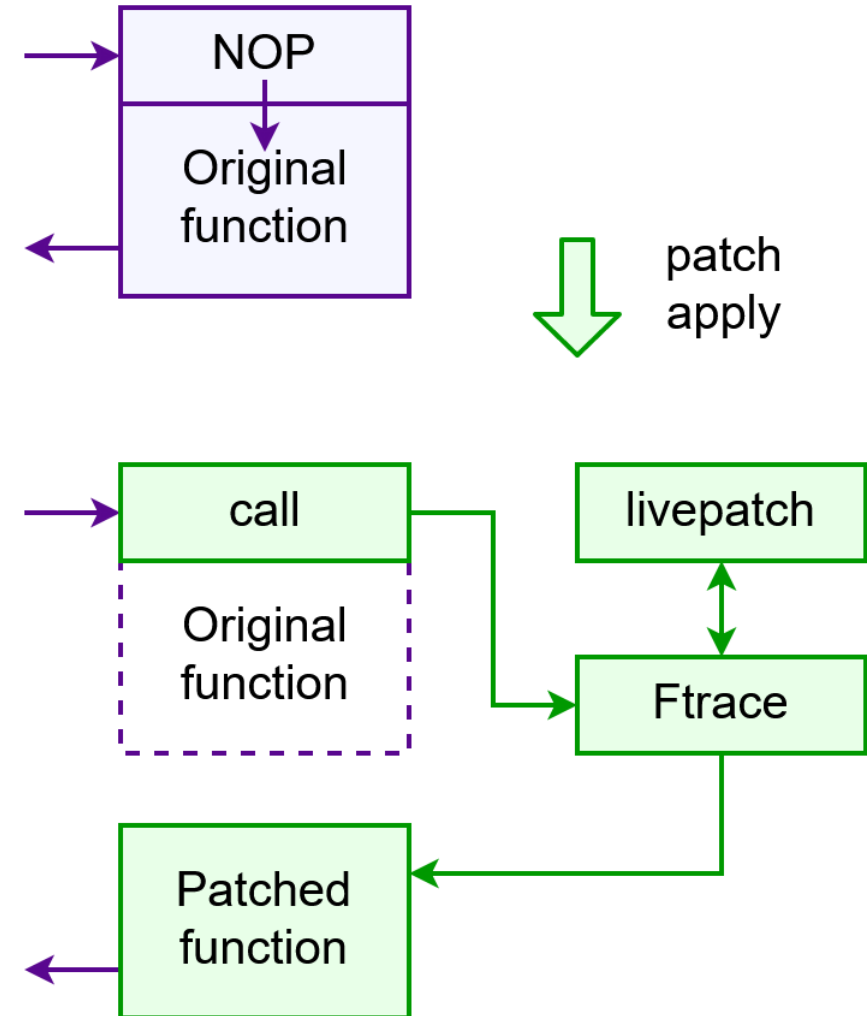 NOP
Original
function
patch
apply
call
livepatch
Original
function
Ftrace
Patched
function